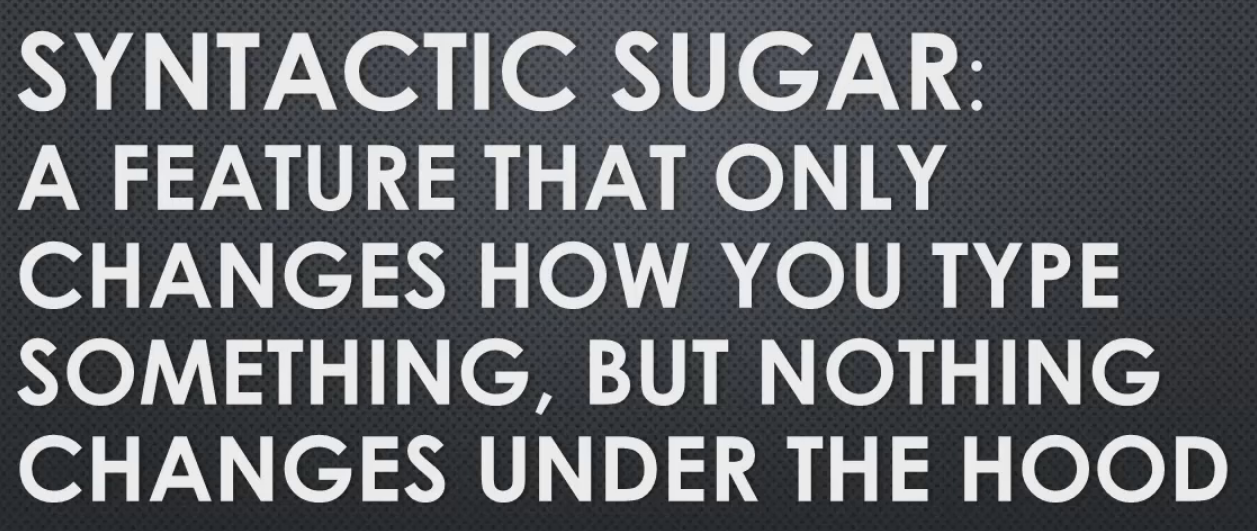 SYNTACTIC SUGAR:
A FEATURE THAT ONLY
CHANGES HOW YOU TYPE
SOMETHING, BUT NOTHING
CHANGES UNDER THE HOOD